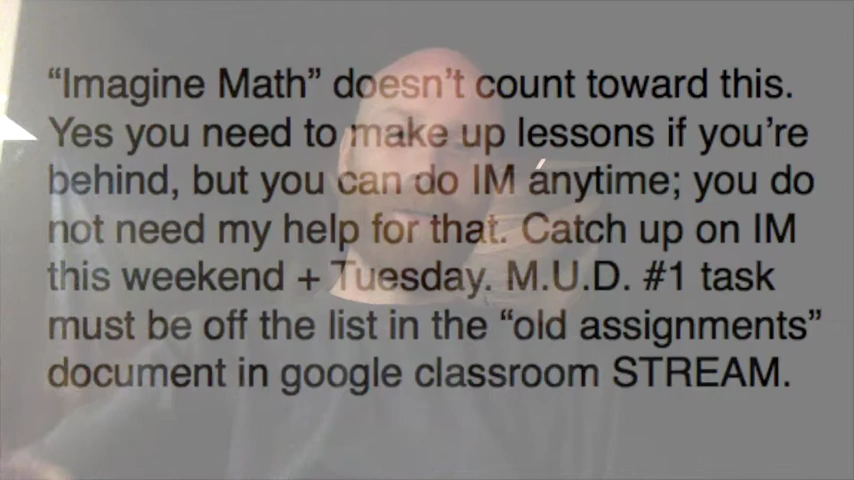 “Imagine Math” doesn’t count toward this.
Yes you need to make up lessons if you’re
behind, but you can do IM anytime; you do
not need my help for that. Catch up on IM
this weekend + Tuesday. M.U.D. #1 task
must be off the list in the “old assignments”
document in google classroom STREAM.